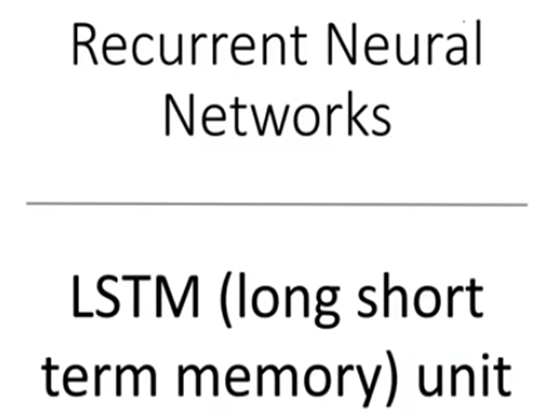 Recurrent Neural
Networks
LSTM (long short
term memory) unit